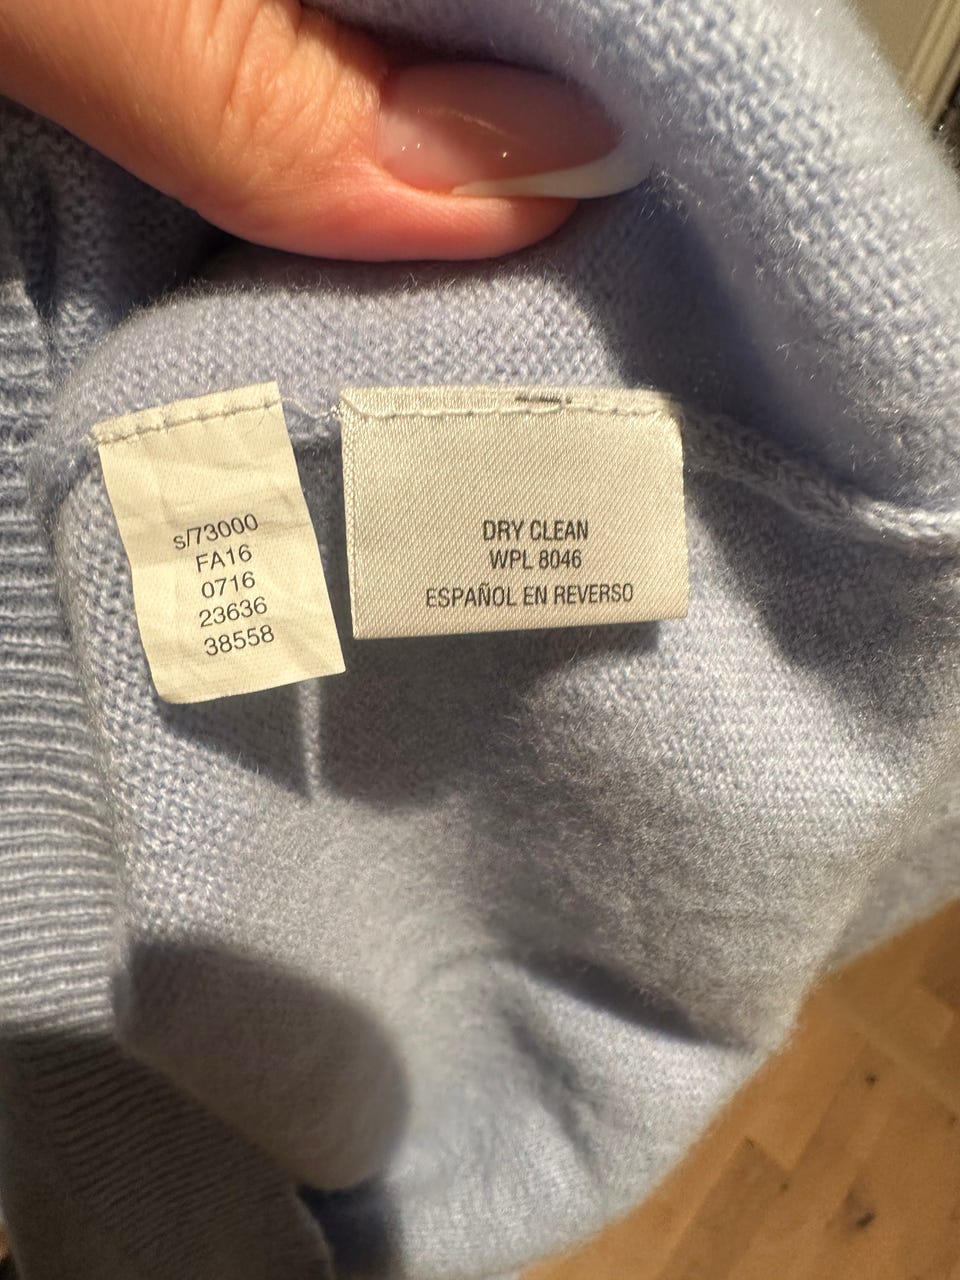 s/73000
FA16
0716
23636
38558
DRY CLEAN
WPL 8046
ESPAÑOL EN REVERSO